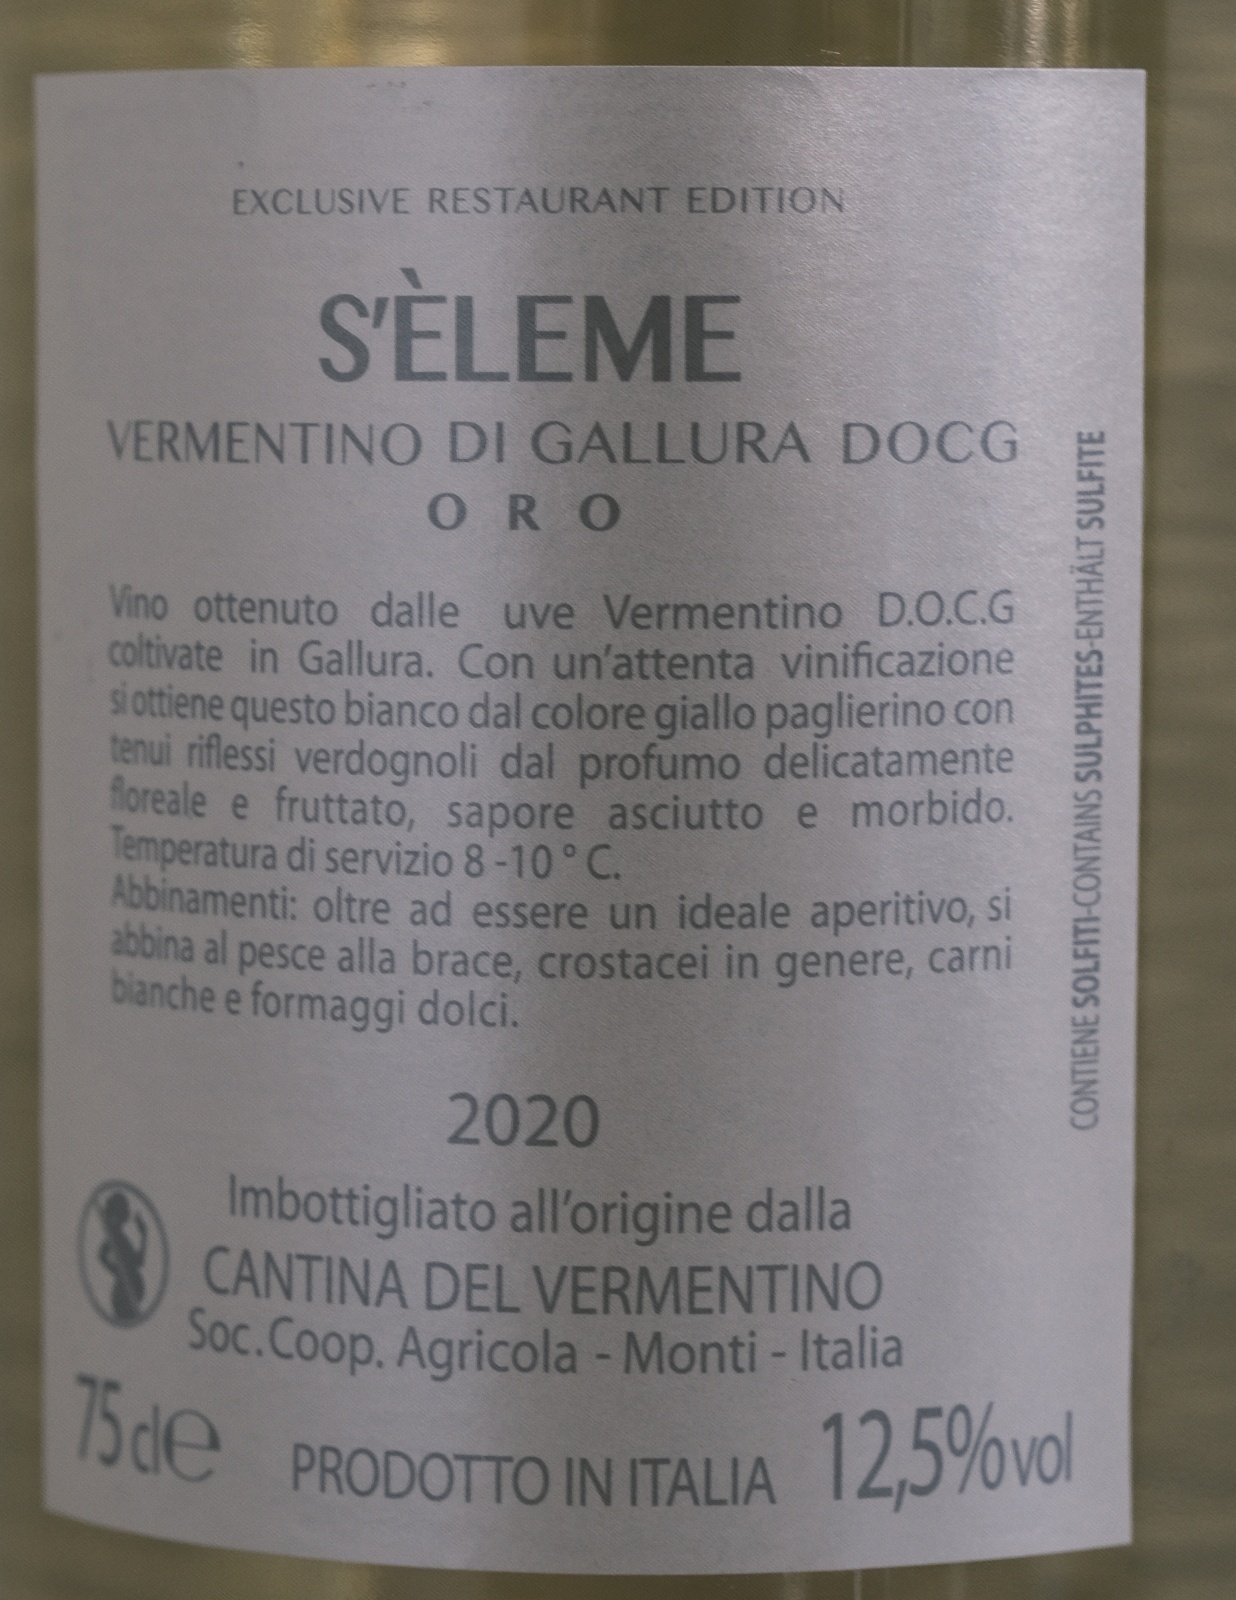 EXCLUSIVE RESTAURANT EDITION
S'ÈLEME
VERMENTINO DI GALLURA DOCG
ORO
Vino ottenuto dalle uve Vermentino D.O.C.G
coltivate in Gallura. Con un'attenta vinificazione
si ottiene questo bianco dal colore giallo paglierino con
tenui riflessi verdognoli dal profumo delicatamente
floreale e fruttato, sapore asciutto e morbido.
Temperatura di servizio 8 -10 ° C.
Abbinamenti: oltre ad essere un ideale aperitivo, si
abbina al pesce alla brace, crostacei in genere, carni
bianche e formaggi dolci.
2020
Imbottigliato all'origine dalla
CANTINA DEL VERMENTINO
Soc.Coop. Agricola - Monti - Italia
75 cl e
PRODOTTO IN ITALIA
12,5%vol
CONTIENE SOLFITI-CONTAINS SULPHITES-ENTHÄLT SULFITE